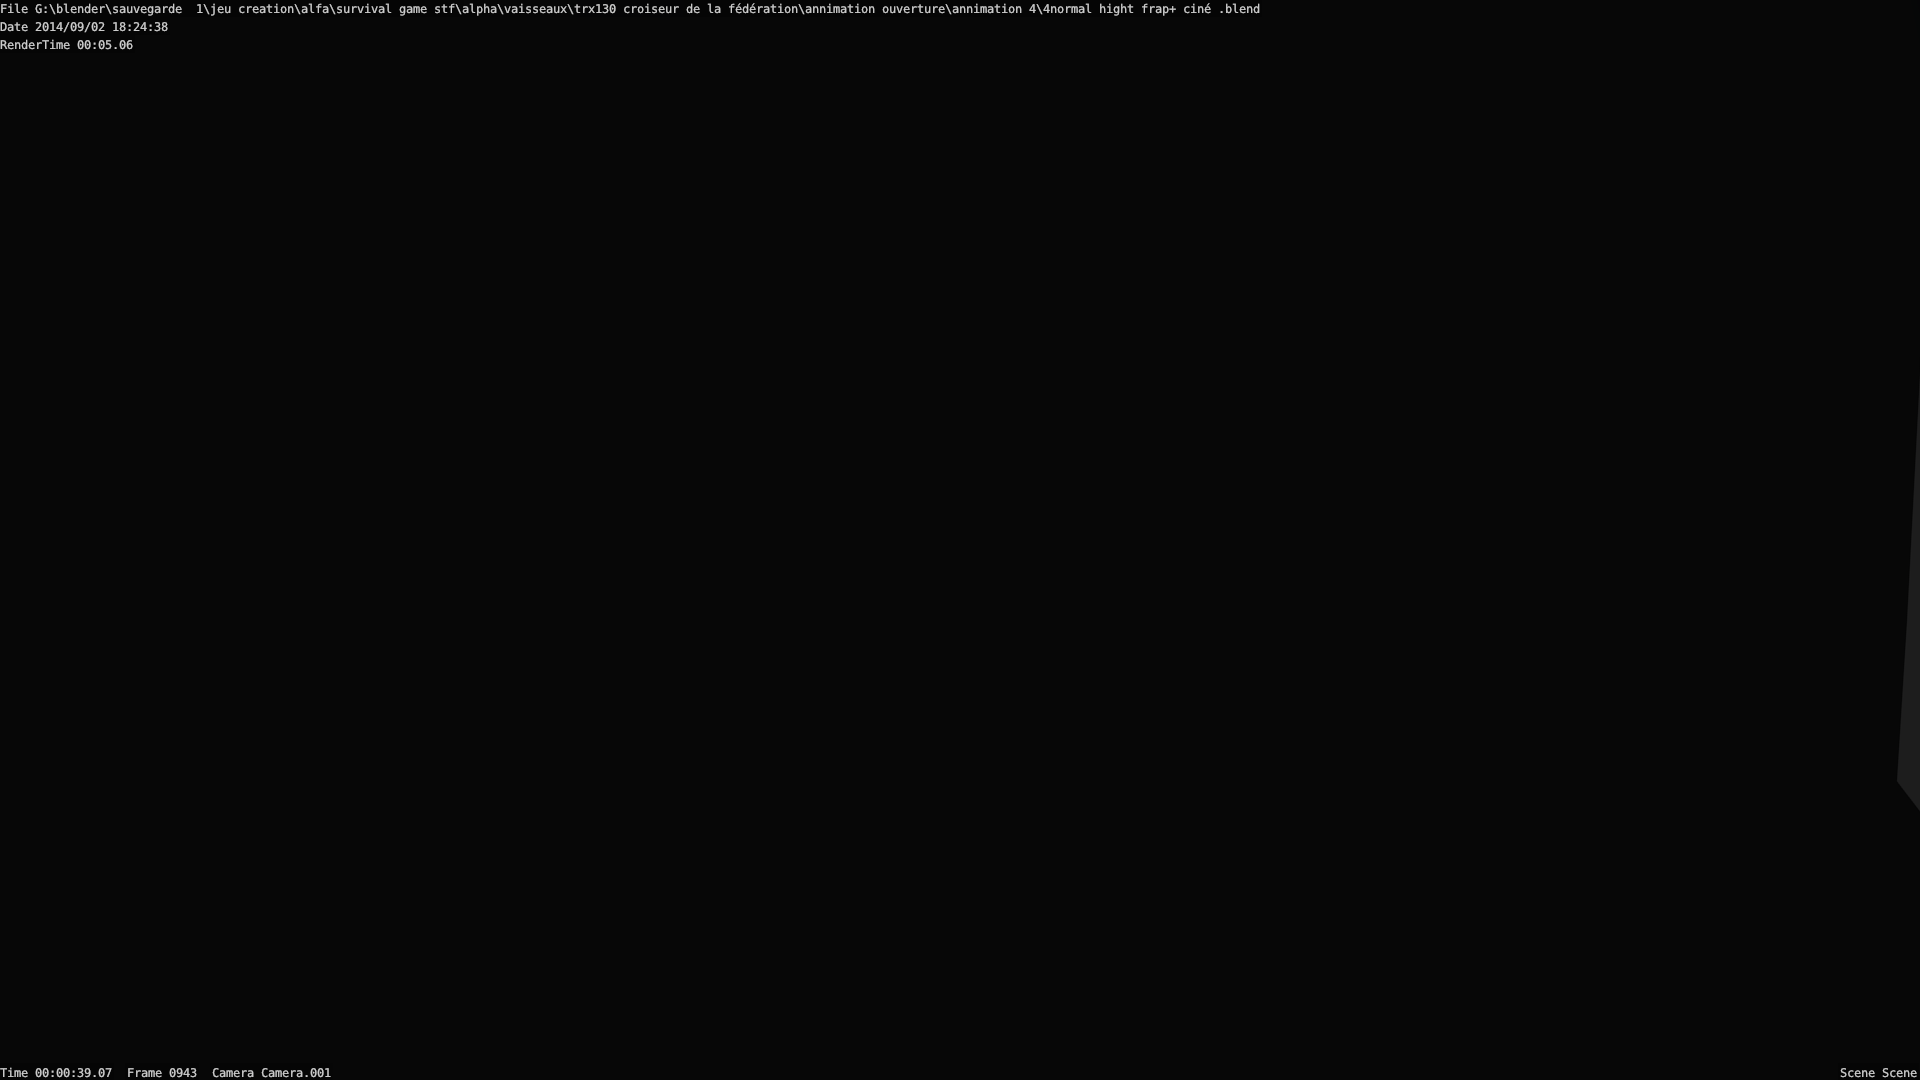 File G:\blender\sauvegarde  1\jeu creation\alfa\survival game stf\alpha\vaisseaux\trx130 croiseur de la fédération\annimation ouverture\annimation 4\4normal hight frap+ ciné .blend
Date 2014/09/02 18:24:38
RenderTime 00:05.06
Time 00:00:39.07  Frame 0943  Camera Camera.001
Scene Scene